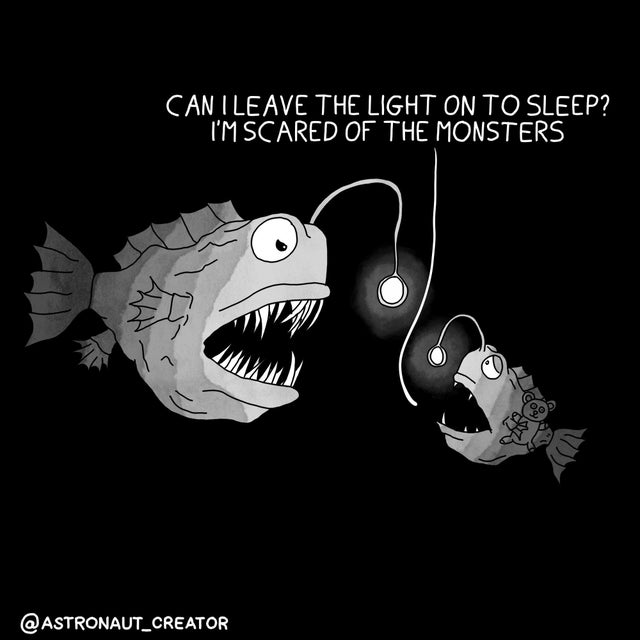 CAN I LEAVE THE LIGHT ON TO SLEEP?
I'M SCARED OF THE MONSTERS
@ASTRONAUT_CREATOR